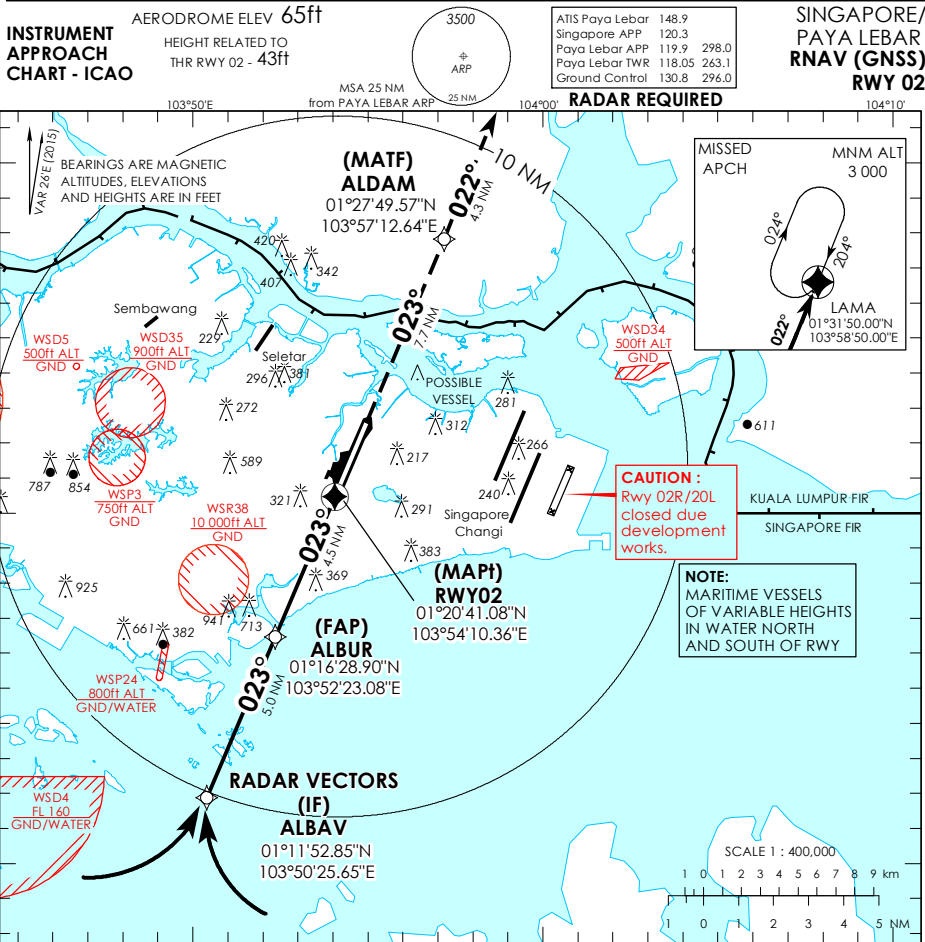 INSTRUMENT
APPROACH
CHART - ICAO
AERODROME ELEV 65ft
HEIGHT RELATED TO
THR RWY 02 - 43ft
3500
ARP
25 NM
MSA 25 NM
from PAYA LEBAR ARP
ATIS Paya Lebar 148.9
Singapore APP 120.3
Paya Lebar APP 119.9 298.0
Paya Lebar TWR 118.05 263.1
Ground Control 130.8 296.0
RADAR REQUIRED
SINGAPORE/
PAYA LEBAR
RNAV (GNSS)
RWY 02
103°50'E
104°00'
104°10'
VAR 26'E (2015)
BEARINGS ARE MAGNETIC
ALTITUDES, ELEVATIONS
AND HEIGHTS ARE IN FEET
(MATF)
ALDAM
01°27'49.57"N
103°57'12.64"E
022°
4.3 NM
10 NM
MISSED
APCH
MNM ALT
3 000
024°
204°
022°
LAMA
01°31'50.00"N
103°58'50.00"E
420
407
342
Sembawang
229
023°
7.7 NM
WSD5
500ft ALT
GND
WSD35
900ft ALT
GND
Seletar
296
381
WSD34
500ft ALT
GND
POSSIBLE
VESSEL
281
272
312
611
589
217
266
787
854
WSP3
750ft ALT
GND
321
291
240
Singapore
Changi
CAUTION :
Rwy 02R/20L
closed due
development
works.
KUALA LUMPUR FIR
SINGAPORE FIR
WSR38
10 000ft ALT
GND
023°
4.5 NM
383
369
925
941
713
(MAPt)
RWY02
01°20'41.08"N
103°54'10.36"E
NOTE:
MARITIME VESSELS
OF VARIABLE HEIGHTS
IN WATER NORTH
AND SOUTH OF RWY
661
382
(FAP)
ALBUR
01°16'28.90"N
103°52'23.08"E
WSP24
800ft ALT
GND/WATER
023°
5.0 NM
WSD4
FL 160
GND/WATER
RADAR VECTORS
(IF)
ALBAV
01°11'52.85"N
103°50'25.65"E
SCALE 1 : 400,000
1 0 1 2 3 4 5 6 7 8 9 km
1 0 1 2 3 4 5 NM